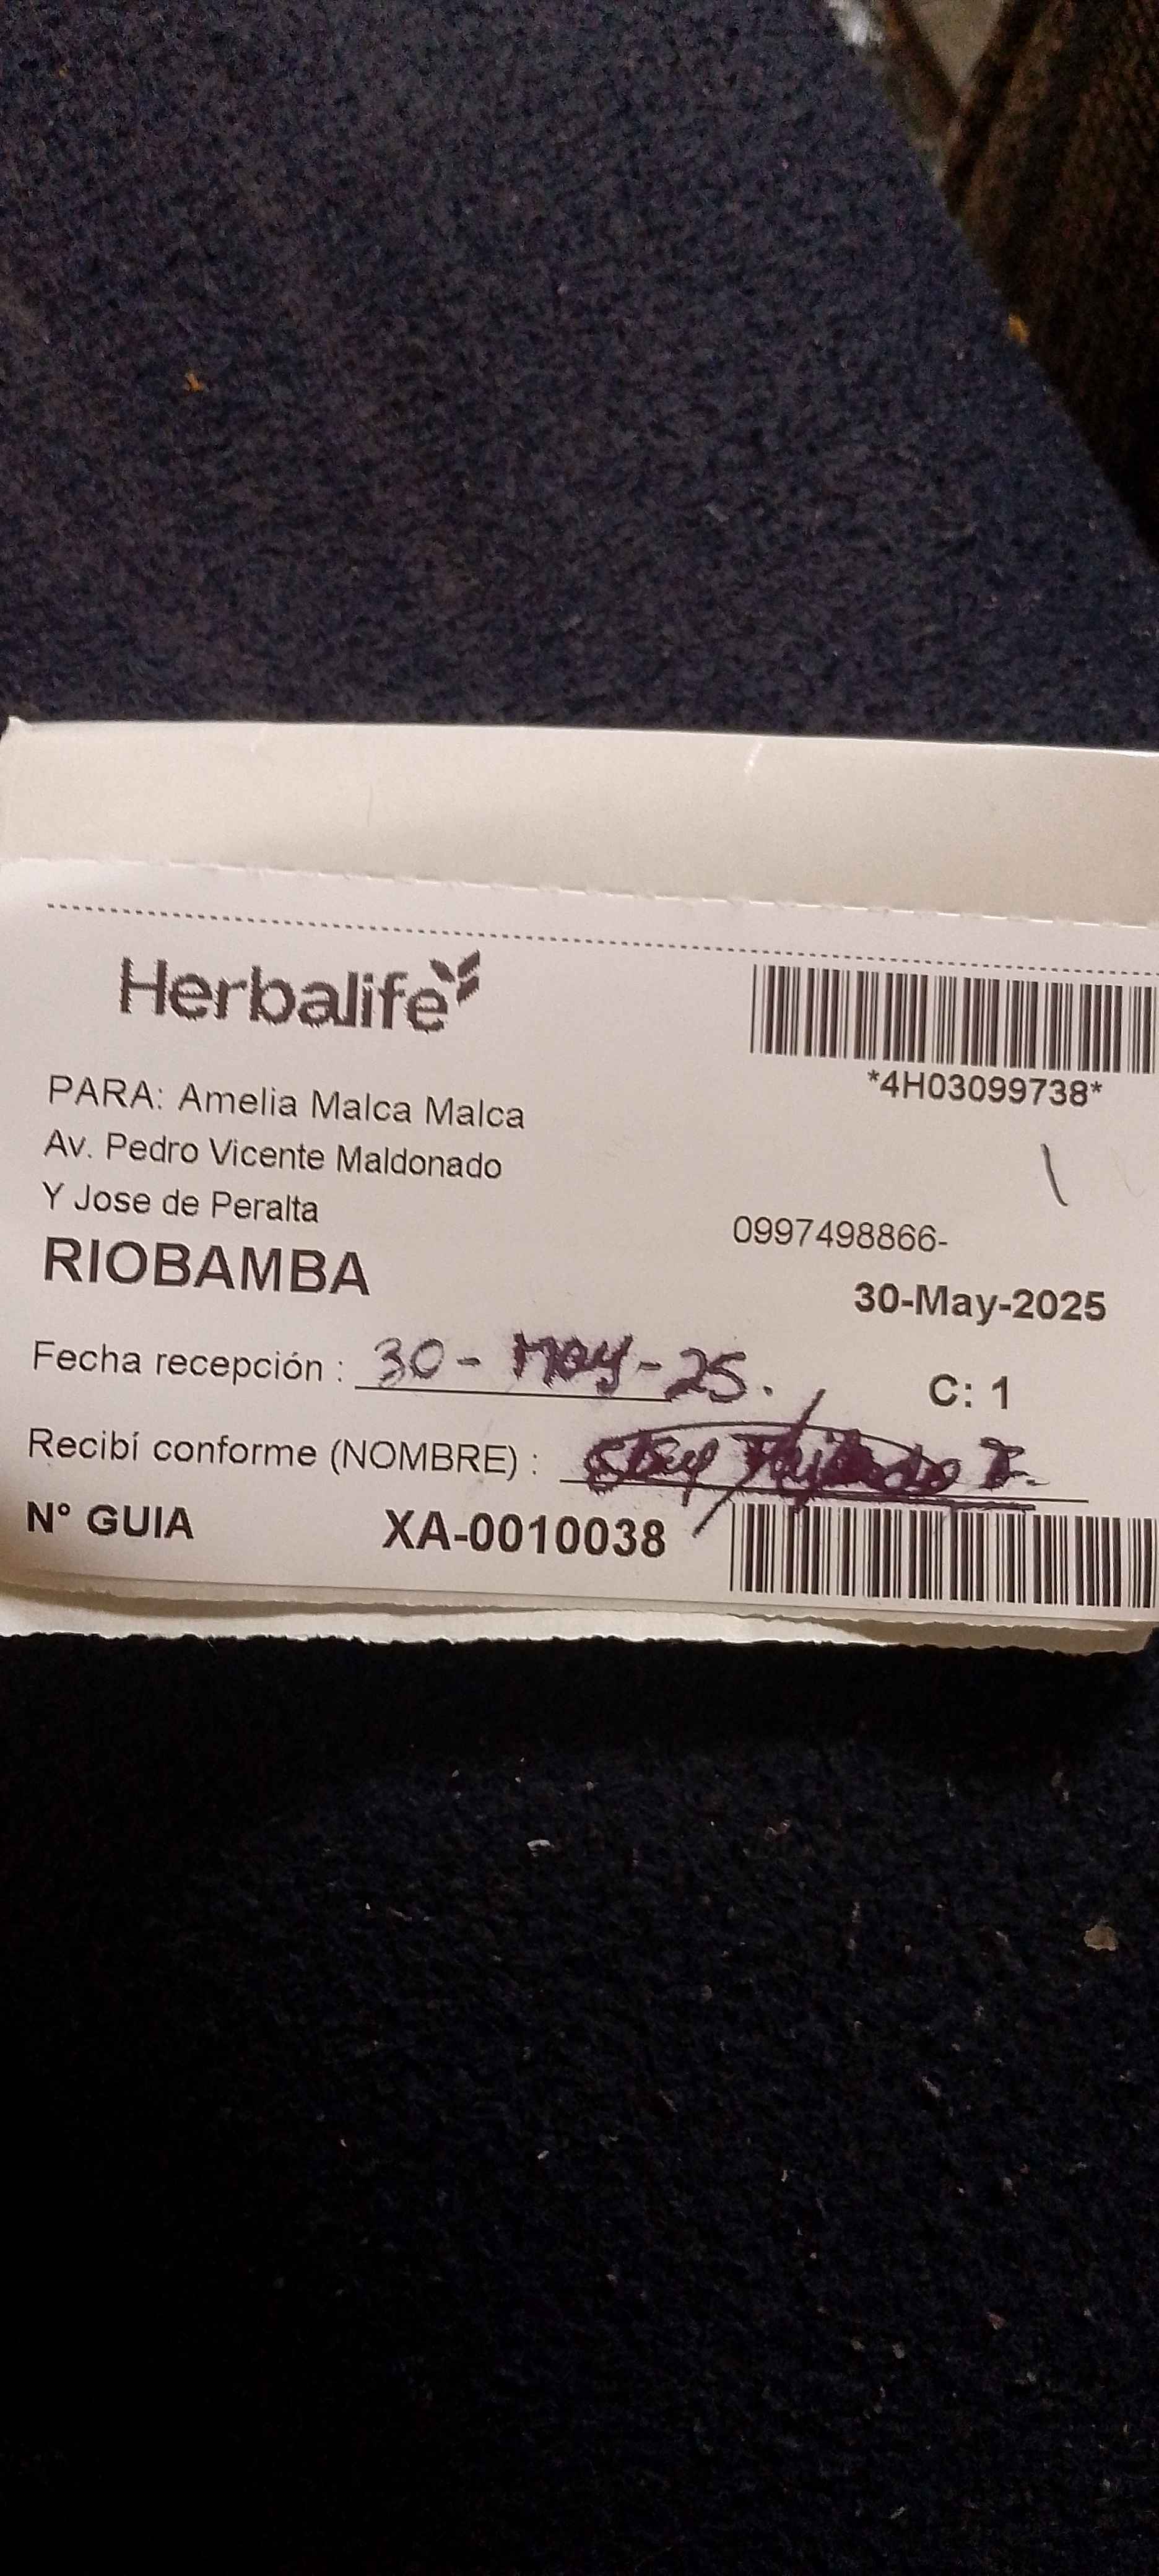 Herbalife
*4H03099738*
PARA: Amelia Malca Malca
Av. Pedro Vicente Maldonado
Y Jose de Peralta
0997498866-
RIOBAMBA
30-May-2025
Fecha recepción : 30 - May - 25.
C: 1
Recibí conforme (NOMBRE) :
N° GUIA XA-0010038